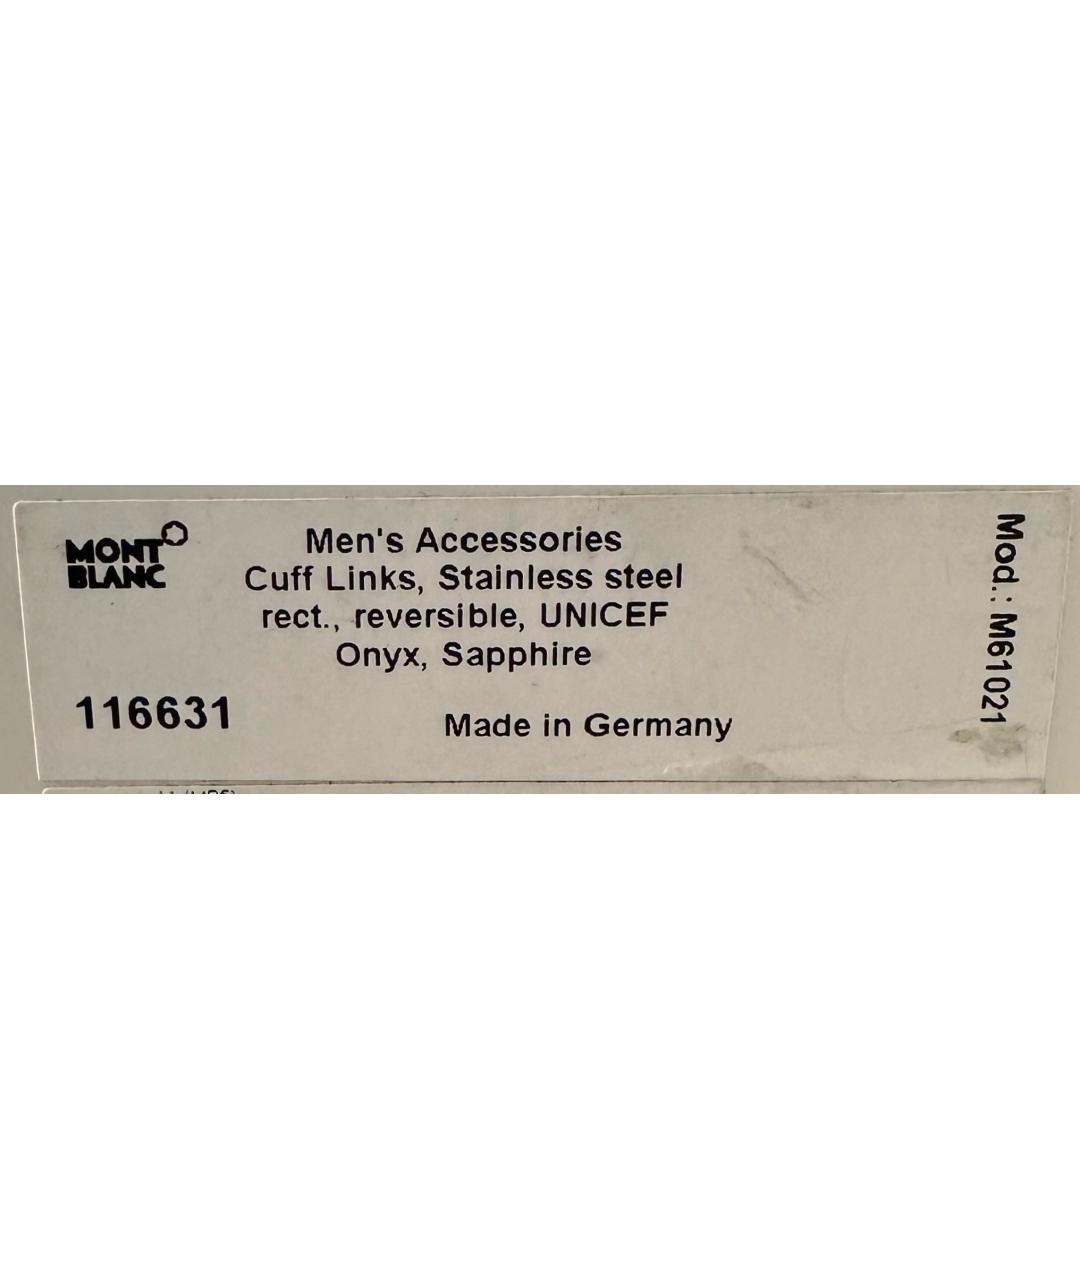 MONT
BLANC
Men's Accessories
Cuff Links, Stainless steel
rect., reversible, UNICEF
Onyx, Sapphire
116631
Made in Germany
Mod.: M61021